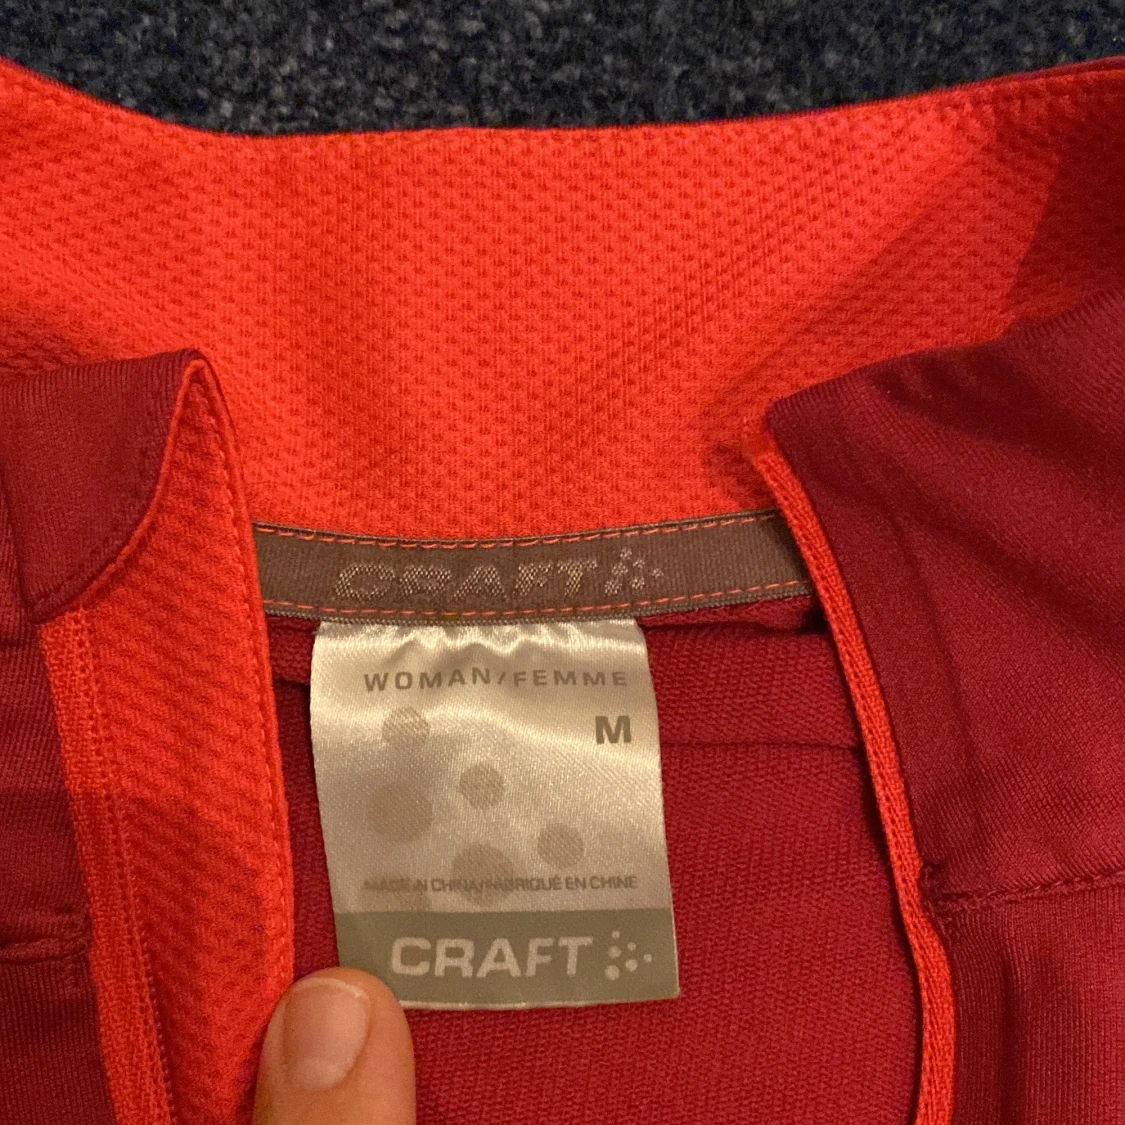 CRAFT
WOMAN/FEMME
M
MADE IN CHINA/FABRIQUÉ EN CHINE
CRAFT